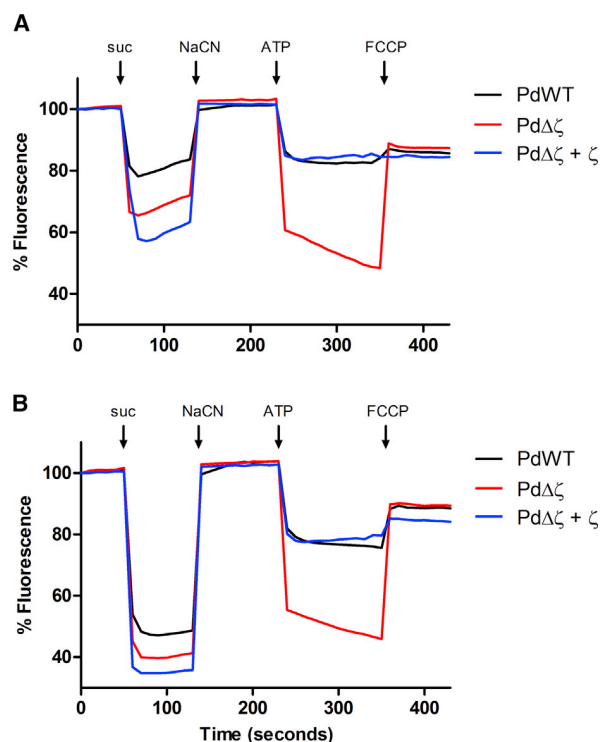 A
suc NaCN ATP FCCP
% Fluorescence
100
80
60
40
0 100 200 300 400
PdWT
PdΔζ
PdΔζ + ζ
B
suc NaCN ATP FCCP
% Fluorescence
100
80
60
40
0 100 200 300 400
Time (seconds)
PdWT
PdΔζ
PdΔζ + ζ